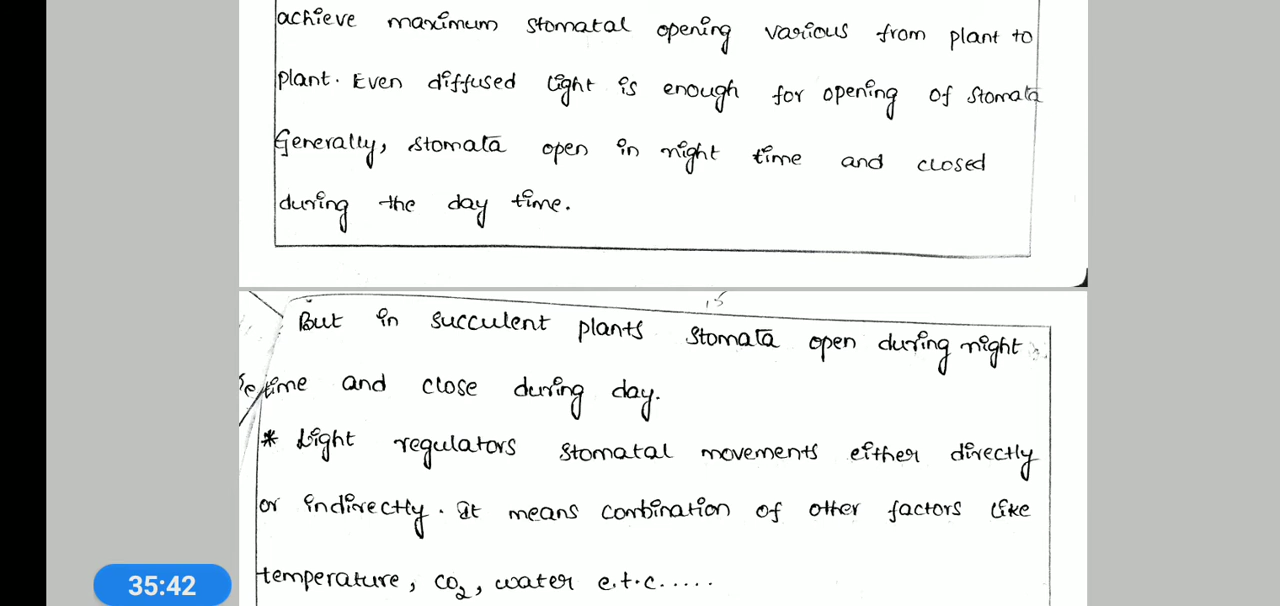 achieve maximum stomatal opening various from plant to
plant. Even diffused light is enough for opening of stomata
Generally, stomata open in night time and closed
during the day time.
15
But in succulent plants stomata open during night
time and close during day.
* Light regulators stomatal movements either directly
or indirectly. It means combination of other factors like
temperature, CO2, water e.t.c.....
35:42